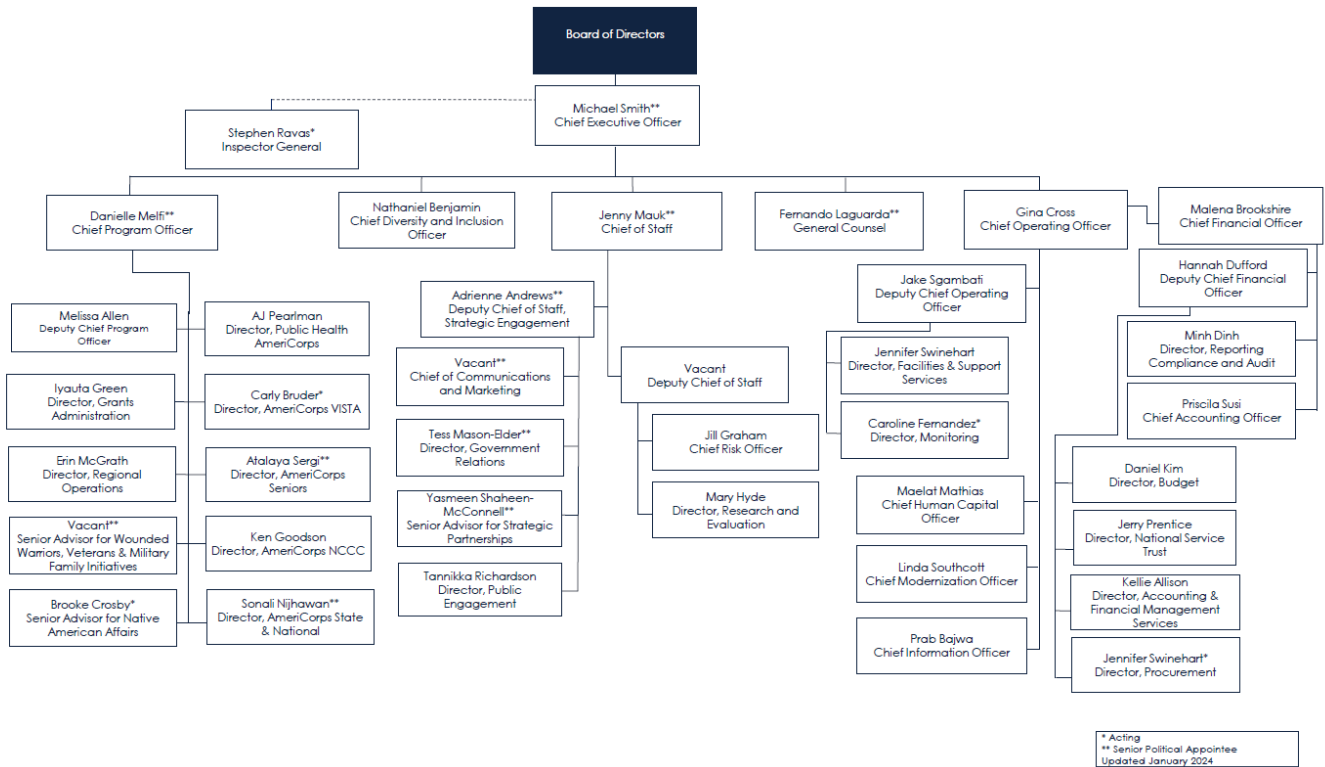 Board of Directors
Michael Smith**
Chief Executive Officer
Stephen Ravas*
Inspector General
Danielle Melfi**
Chief Program Officer
Nathaniel Benjamin
Chief Diversity and Inclusion
Officer
Jenny Mauk**
Chief of Staff
Fernando Laguarda**
General Counsel
Gina Cross
Chief Operating Officer
Malena Brookshire
Chief Financial Officer
Melissa Allen
Deputy Chief Program
Officer
AJ Pearlman
Director, Public Health
AmeriCorps
Iyauta Green
Director, Grants
Administration
Carly Bruder*
Director, AmeriCorps VISTA
Erin McGrath
Director, Regional
Operations
Atalaya Sergi**
Director, AmeriCorps
Seniors
Vacant**
Senior Advisor for Wounded
Warriors, Veterans & Military
Family Initiatives
Ken Goodson
Director, AmeriCorps NCCC
Brooke Crosby*
Senior Advisor for Native
American Affairs
Sonali Nijhawan**
Director, AmeriCorps State
& National
Adrienne Andrews**
Deputy Chief of Staff,
Strategic Engagement
Vacant**
Chief of Communications
and Marketing
Tess Mason-Elder**
Director, Government
Relations
Yasmeen Shaheen-
McConnell**
Senior Advisor for Strategic
Partnerships
Tannikka Richardson
Director, Public
Engagement
Vacant
Deputy Chief of Staff
Jill Graham
Chief Risk Officer
Mary Hyde
Director, Research and
Evaluation
Jake Sgambati
Deputy Chief Operating
Officer
Jennifer Swinehart
Director, Facilities & Support
Services
Caroline Fernandez*
Director, Monitoring
Maelat Mathias
Chief Human Capital
Officer
Linda Southcott
Chief Modernization Officer
Prab Bajwa
Chief Information Officer
Hannah Dufford
Deputy Chief Financial
Officer
Minh Dinh
Director, Reporting
Compliance and Audit
Priscila Susi
Chief Accounting Officer
Daniel Kim
Director, Budget
Jerry Prentice
Director, National Service
Trust
Kellie Allison
Director, Accounting &
Financial Management
Services
Jennifer Swinehart*
Director, Procurement
* Acting
** Senior Political Appointee
Updated January 2024